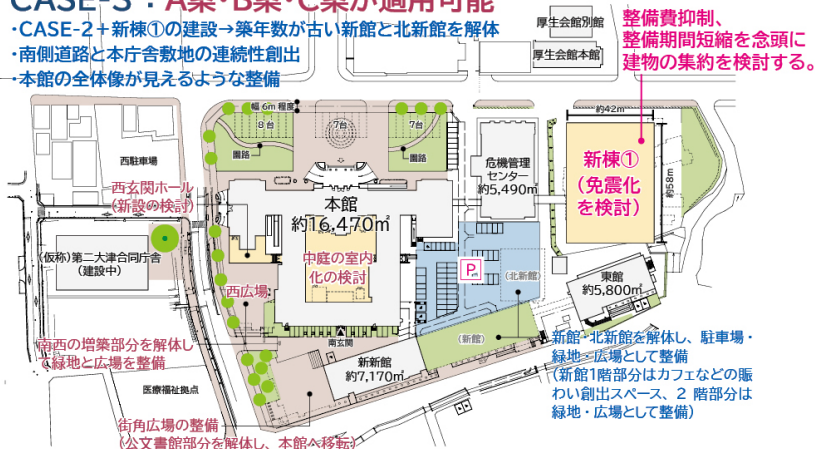 CASE-3：A案・B案・C案が適用可能
・CASE-2＋新棟①の建設→築年数が古い新館と北新館を解体
・南側道路と本庁舎敷地の連続性創出
・本館の全体像が見えるような整備
厚生会館別館
厚生会館本館
整備費抑制、
整備期間短縮を念頭に
建物の集約を検討する。
幅6m程度
8台
7台
7台
園路
園路
約42m
約58m
西駐車場
西玄関ホール
（新設の検討）
本館
約16,470㎡
危機管理
センター
約5,490㎡
新棟①
（免震化
を検討）
（仮称）第二大津合同庁舎
（建設中）
中庭の室内
化の検討
西広場
P
（北新館）
東館
約5,800㎡
南玄関
（新館）
南西の増築部分を解体し
て緑地と広場を整備
新新館
約7,170㎡
新館・北新館を解体し、駐車場・
緑地・広場として整備
（新館1階部分はカフェなどの賑
わい創出スペース、2 階部分は
緑地・広場として整備）
医療福祉拠点
街角広場の整備
（公文書館部分を解体し、本館へ移転）